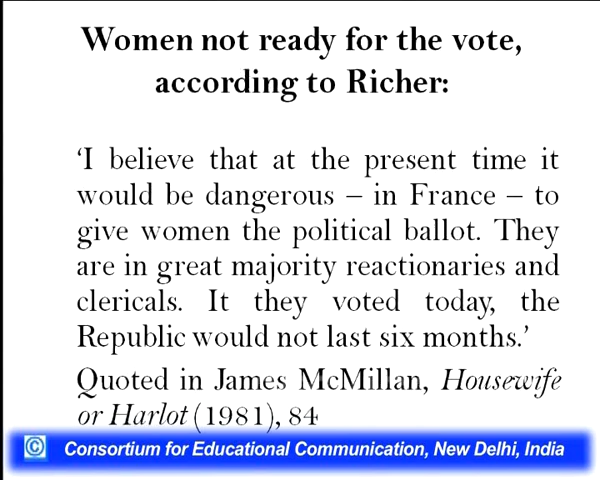 Women not ready for the vote,
according to Richer:
‘I believe that at the present time it
would be dangerous – in France – to
give women the political ballot. They
are in great majority reactionaries and
clericals. It they voted today, the
Republic would not last six months.’
Quoted in James McMillan, Housewife
or Harlot (1981), 84
© Consortium for Educational Communication, New Delhi, India